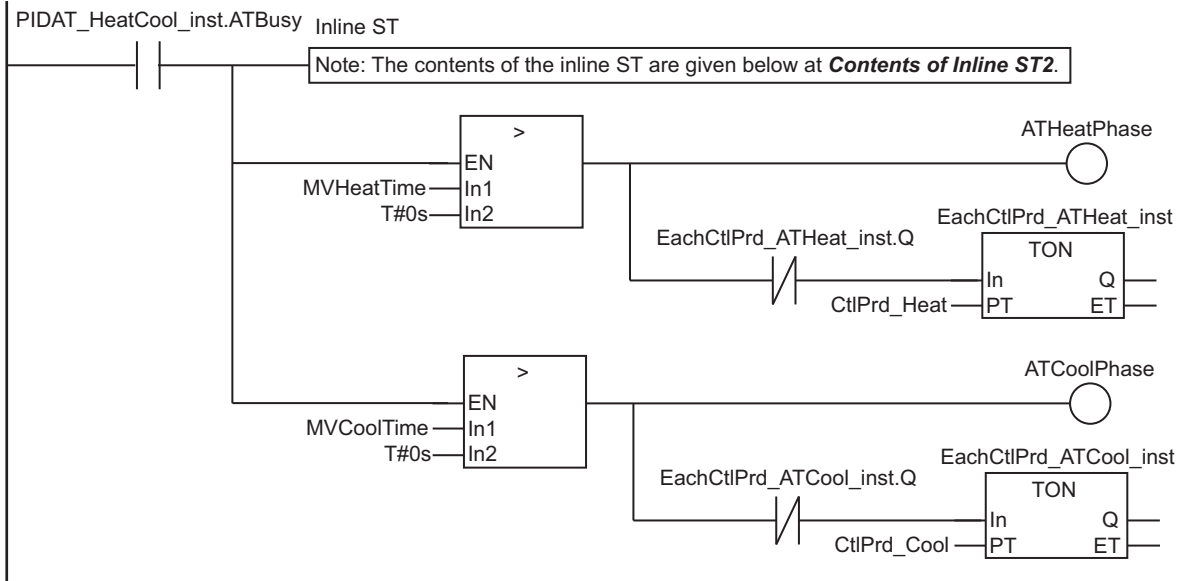 PIDAT_HeatCool_inst.ATBusy
Inline ST
Note: The contents of the inline ST are given below at Contents of Inline ST2.
>
EN
MVHeatTime
In1
T#0s
In2
ATHeatPhase
EachCtlPrd_ATHeat_inst.Q
EachCtlPrd_ATHeat_inst
TON
In
Q
CtlPrd_Heat
PT
ET
>
EN
MVCoolTime
In1
T#0s
In2
ATCoolPhase
EachCtlPrd_ATCool_inst.Q
EachCtlPrd_ATCool_inst
TON
In
Q
CtlPrd_Cool
PT
ET